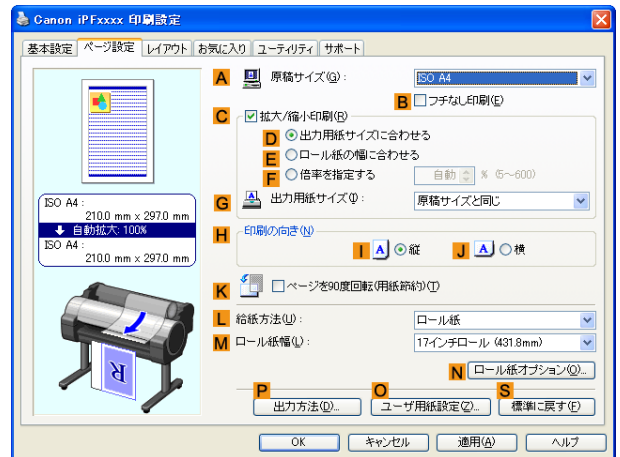 Canon iPFxxxx 印刷設定
基本設定 ページ設定 レイアウト お気に入り ユーティリティ サポート
A 原稿サイズ(G): ISO A4
B フチなし印刷(E)
C 拡大/縮小印刷(R)
D 出力用紙サイズに合わせる
E ロール紙の幅に合わせる
F 倍率を指定する 自動 % (5～600)
G 出力用紙サイズ(I): 原稿サイズと同じ
ISO A4 :
210.0 mm x 297.0 mm
自動拡大: 100%
ISO A4 :
210.0 mm x 297.0 mm
H 印刷の向き(N)
I A 縦 J A 横
K ページを90度回転(用紙節約)(T)
L 給紙方法(U): ロール紙
M ロール紙幅(L): 17インチロール (431.8mm)
N ロール紙オプション(Q)...
R
P O S
出力方法(D)... ユーザ用紙設定(Z)... 標準に戻す(F)
OK キャンセル 適用(A) ヘルプ